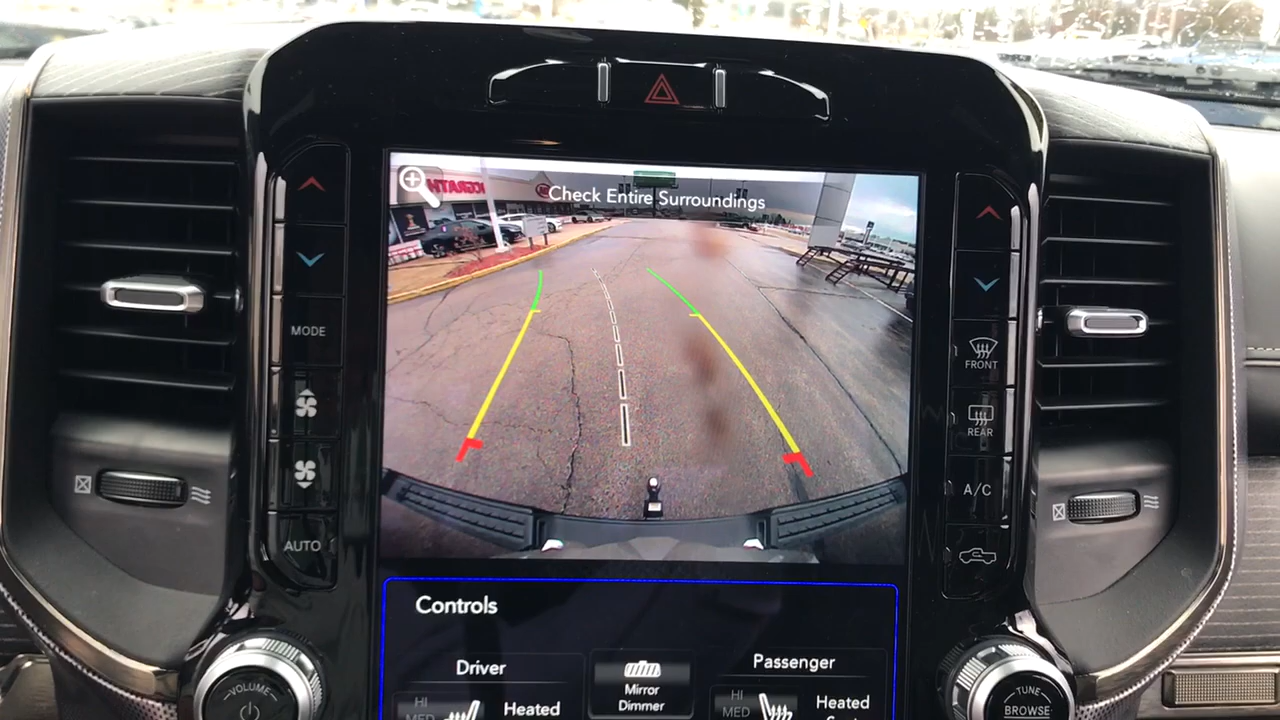 MCGRATH
Check Entire Surroundings
MODE
AUTO
FRONT
REAR
A/C
Controls
Driver
Passenger
Mirror
Dimmer
HI
MED
Heated
HI
MED
Heated
VOLUME
TUNE
BROWSE